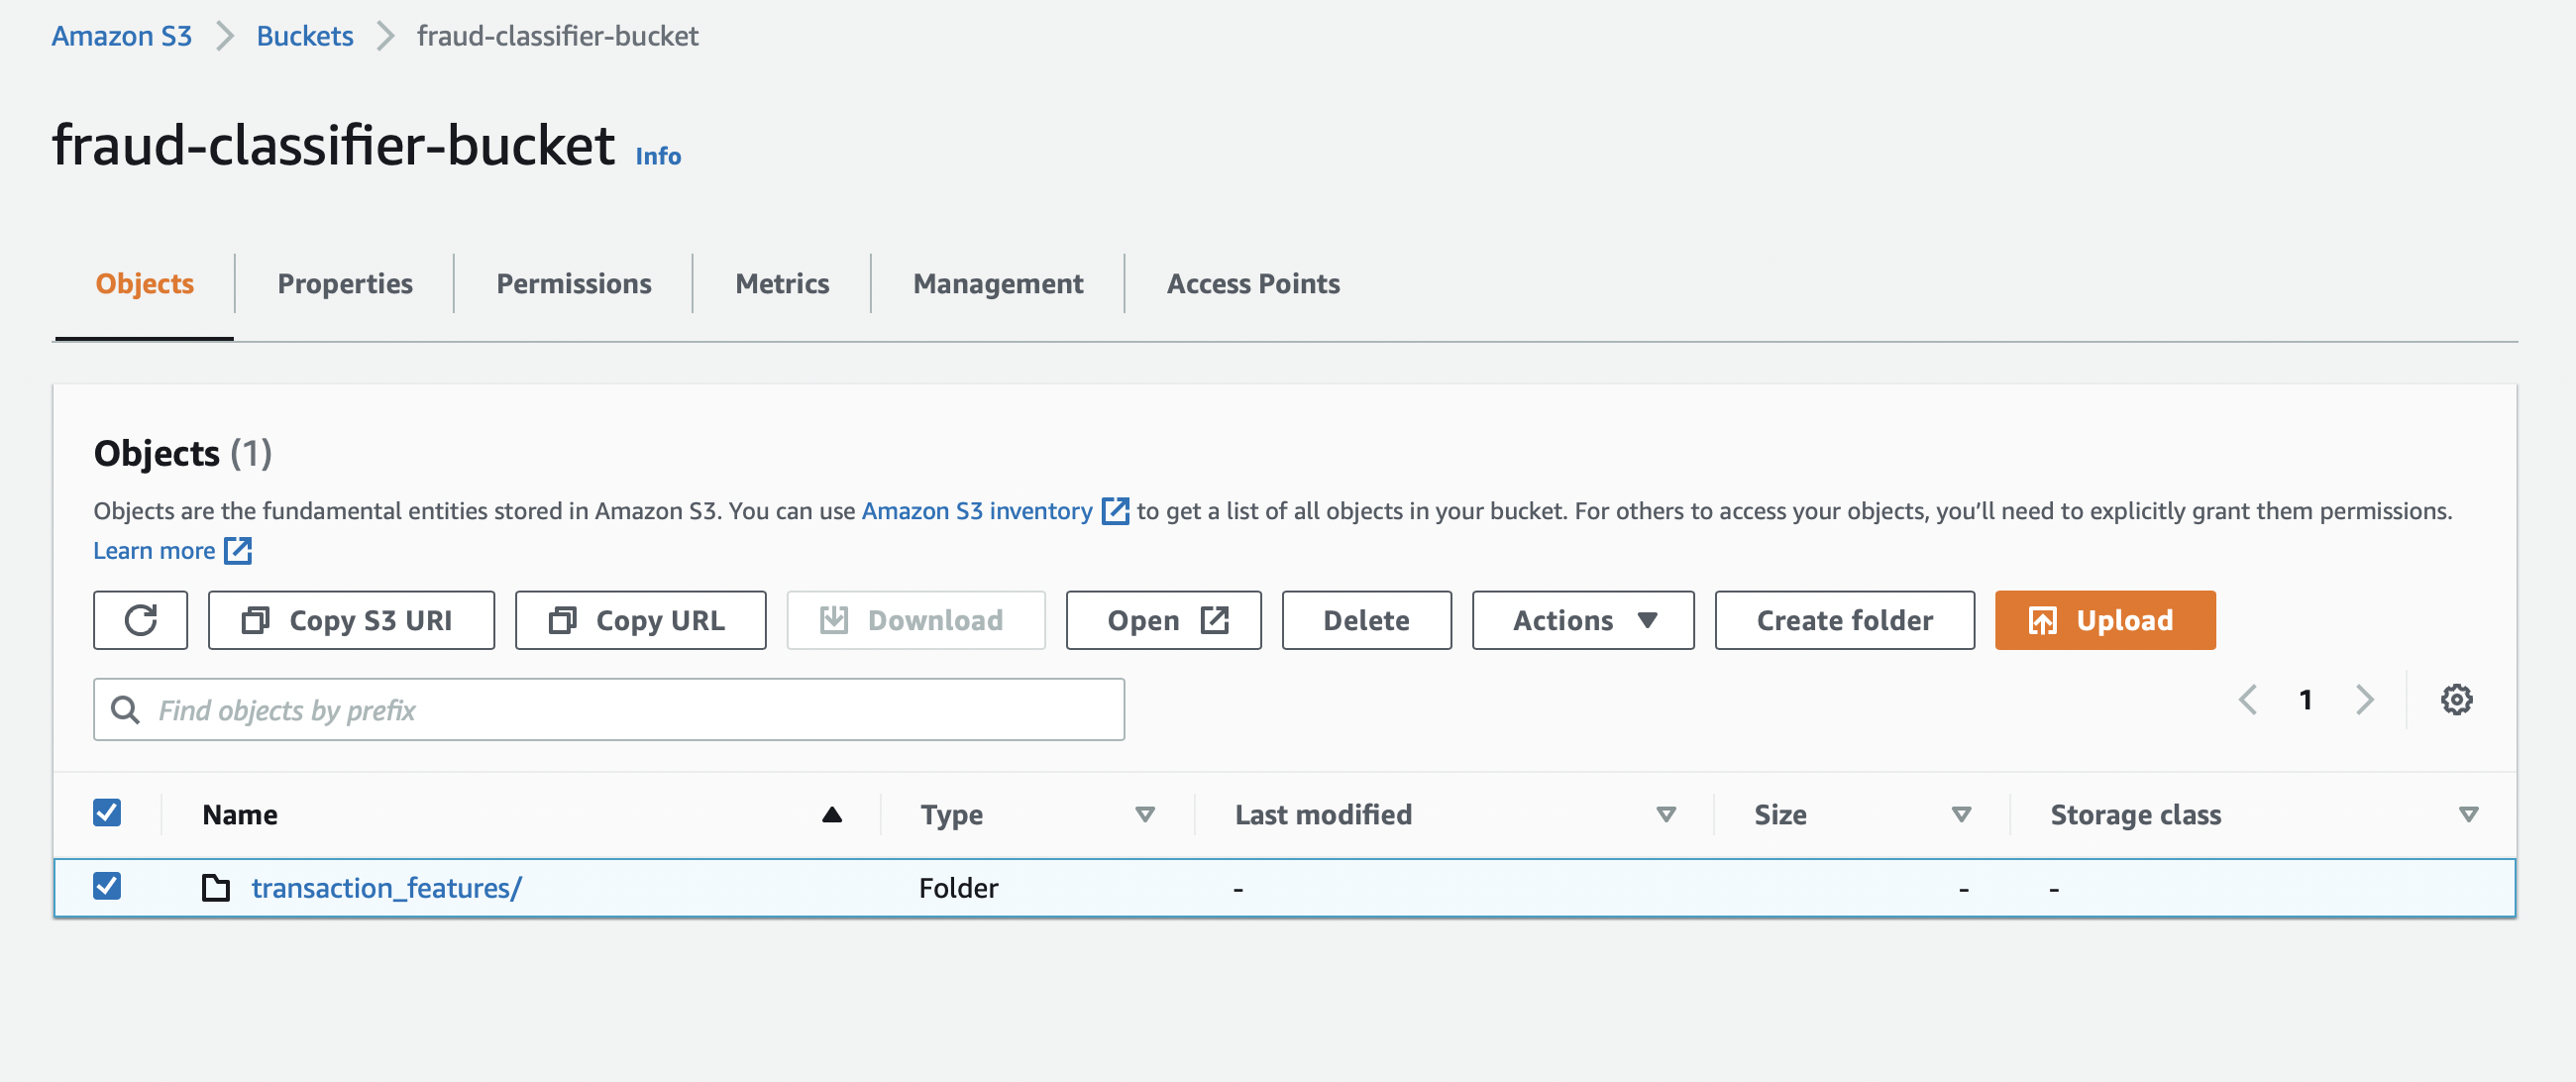 Amazon S3 > Buckets > fraud-classifier-bucket
fraud-classifier-bucket Info
Objects Properties Permissions Metrics Management Access Points
Objects (1)
Objects are the fundamental entities stored in Amazon S3. You can use Amazon S3 inventory to get a list of all objects in your bucket. For others to access your objects, you’ll need to explicitly grant them permissions.
Learn more
Copy S3 URI Copy URL Download Open Delete Actions Create folder Upload
Find objects by prefix 1
Name Type Last modified Size Storage class
transaction_features/ Folder - - -